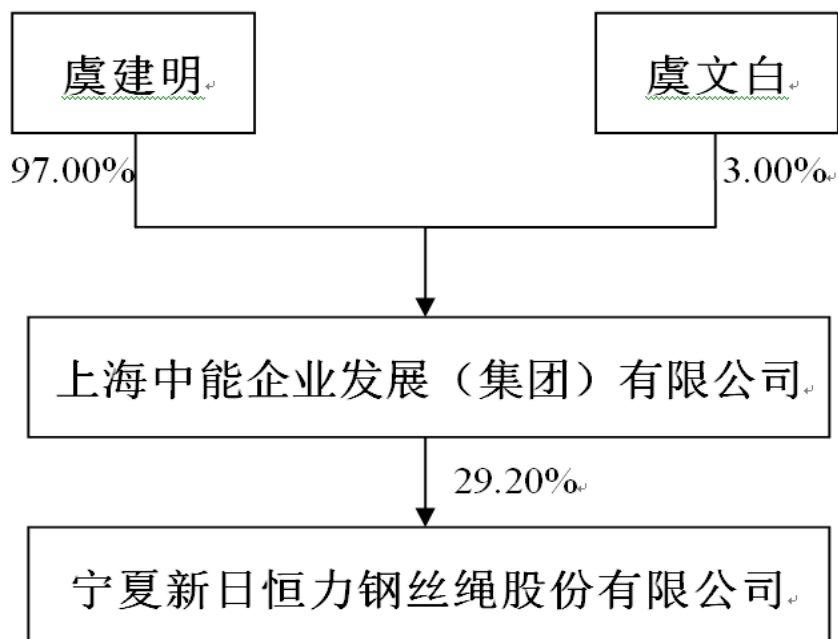 虞建明
虞文白
97.00%
3.00%
上海中能企业发展（集团）有限公司
29.20%
宁夏新日恒力钢丝绳股份有限公司